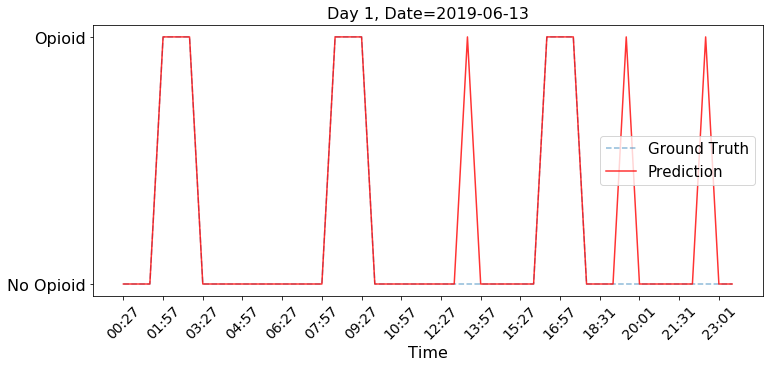 Day 1, Date=2019-06-13
Opioid
No Opioid
Ground Truth
Prediction
00:27
01:57
03:27
04:57
06:27
07:57
09:27
10:57
12:27
13:57
15:27
16:57
18:31
20:01
21:31
23:01
Time